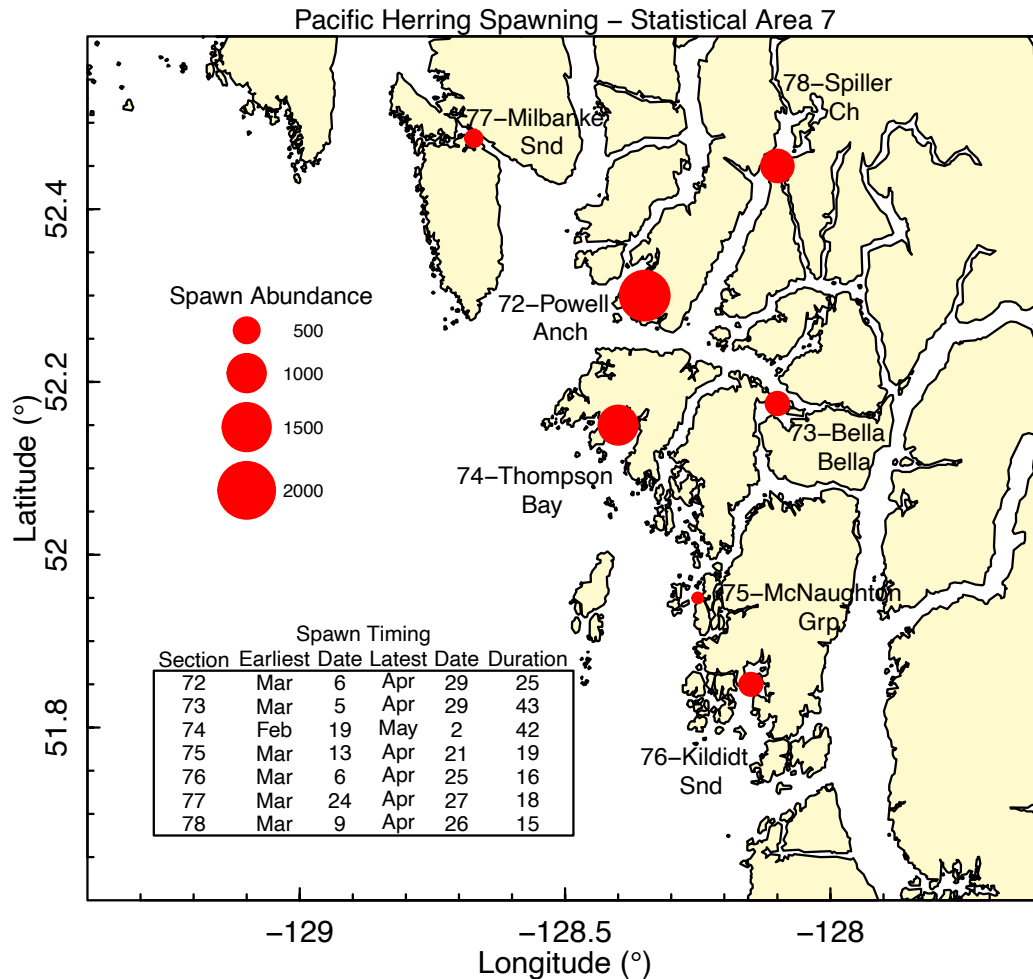 Pacific Herring Spawning − Statistical Area 7
78−Spiller
Ch
77−Milbanke
Snd
52.4
Spawn Abundance
500
1000
1500
2000
72−Powell
Anch
52.2
73−Bella
Bella
74−Thompson
Bay
Latitude (°)
52
75−McNaughton
Grp
Spawn Timing
Section Earliest Date Latest Date Duration
72 Mar 6 Apr 29 25
73 Mar 5 Apr 29 43
74 Feb 19 May 2 42
75 Mar 13 Apr 21 19
76 Mar 6 Apr 25 16
77 Mar 24 Apr 27 18
78 Mar 9 Apr 26 15
51.8
76−Kildidt
Snd
−129 −128.5 −128
Longitude (°)